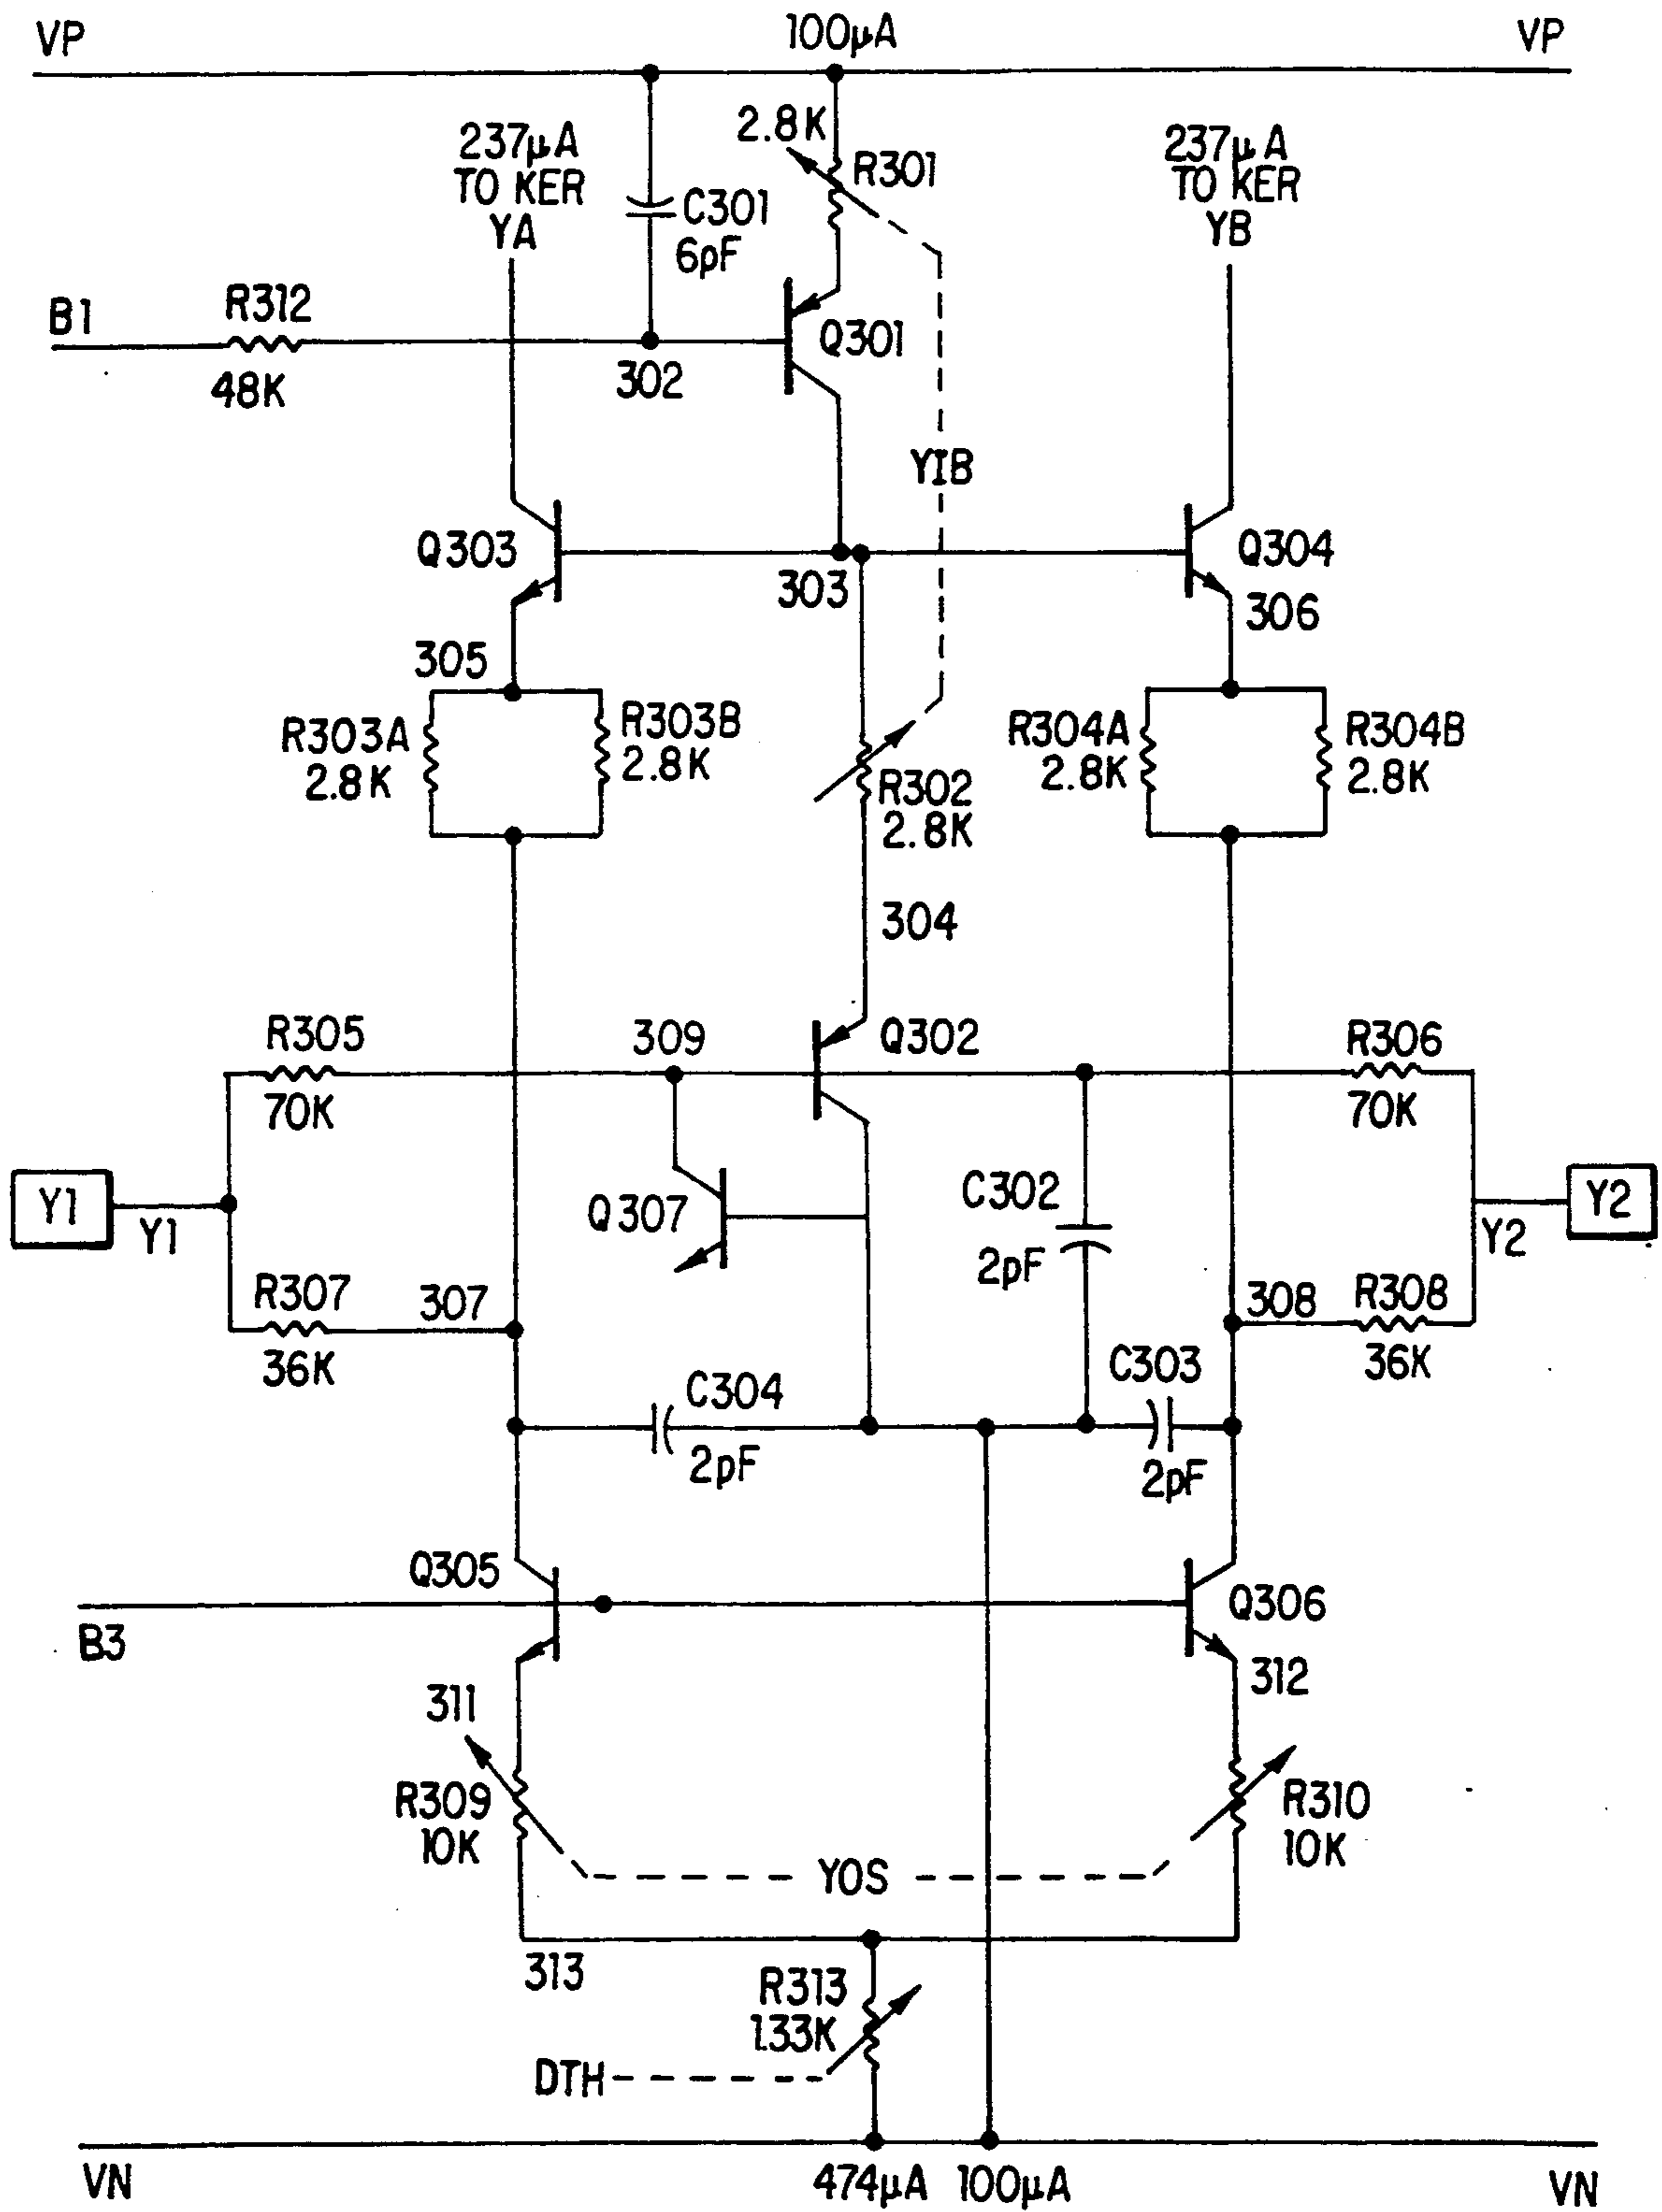 VP
100µA
VP
2.8K
R301
237µA
TO KER
YA
237µA
TO KER
YB
C301
6pF
B1
R312
48K
302
Q301
YIB
Q303
303
Q304
306
305
R303A
2.8K
R303B
2.8K
R302
2.8K
R304A
2.8K
R304B
2.8K
304
R305
70K
309
Q302
R306
70K
Y1
Y1
Q307
C302
2pF
Y2
Y2
R307
36K
307
308
R308
36K
C304
2pF
C303
2pF
Q305
Q306
B3
311
312
R309
10K
R310
10K
YOS
313
R313
1.33K
DTH
VN
474µA
100µA
VN